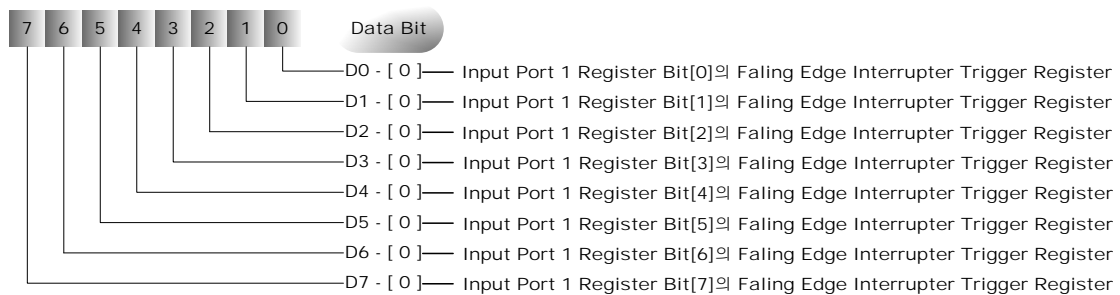 7 6 5 4 3 2 1 0 Data Bit
D0 - [ 0 ] Input Port 1 Register Bit[0]의 Faling Edge Interrupter Trigger Register
D1 - [ 0 ] Input Port 1 Register Bit[1]의 Faling Edge Interrupter Trigger Register
D2 - [ 0 ] Input Port 1 Register Bit[2]의 Faling Edge Interrupter Trigger Register
D3 - [ 0 ] Input Port 1 Register Bit[3]의 Faling Edge Interrupter Trigger Register
D4 - [ 0 ] Input Port 1 Register Bit[4]의 Faling Edge Interrupter Trigger Register
D5 - [ 0 ] Input Port 1 Register Bit[5]의 Faling Edge Interrupter Trigger Register
D6 - [ 0 ] Input Port 1 Register Bit[6]의 Faling Edge Interrupter Trigger Register
D7 - [ 0 ] Input Port 1 Register Bit[7]의 Faling Edge Interrupter Trigger Register